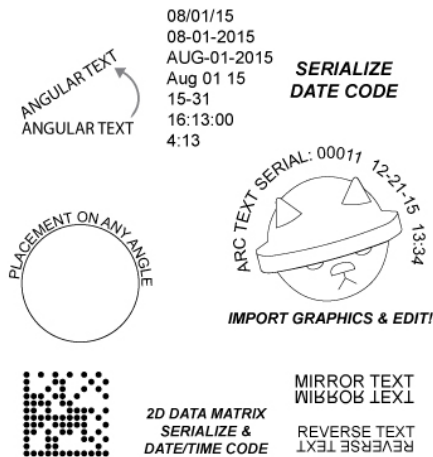 ANGULAR TEXT
ANGULAR TEXT
08/01/15
08-01-2015
AUG-01-2015
Aug 01 15
15-31
16:13:00
4:13
SERIALIZE
DATE CODE
PLACEMENT ON ANY ANGLE
ARC TEXT SERIAL: 00011 12-21-15 13:34
IMPORT GRAPHICS & EDIT!
2D DATA MATRIX
SERIALIZE &
DATE/TIME CODE
MIRROR TEXT
MIRROR TEXT
REVERSE TEXT
REVERSE TEXT